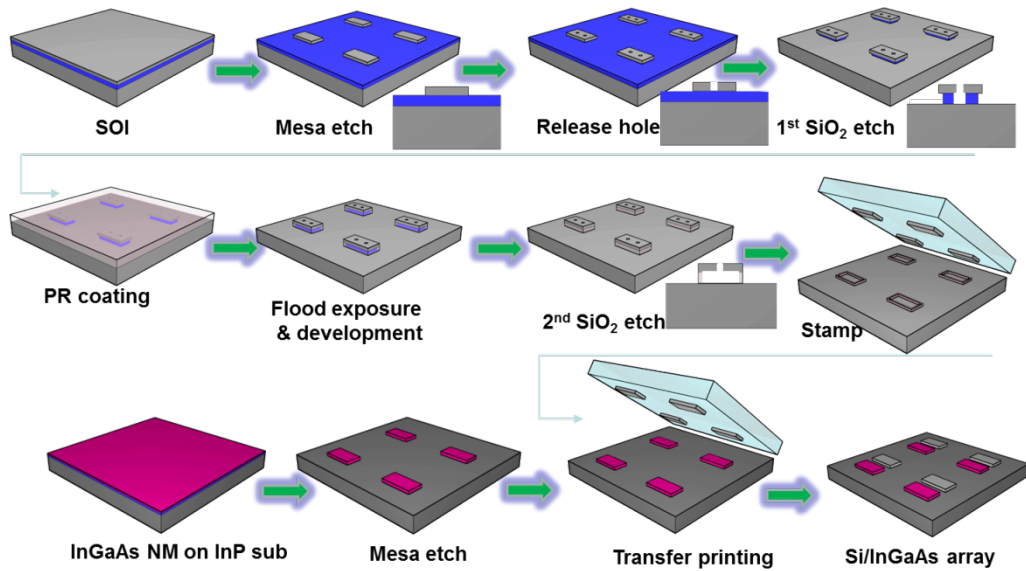 SOI
Mesa etch
Release hole
1st SiO2 etch
PR coating
Flood exposure
& development
2nd SiO2 etch
Stamp
InGaAs NM on InP sub
Mesa etch
Transfer printing
Si/InGaAs array